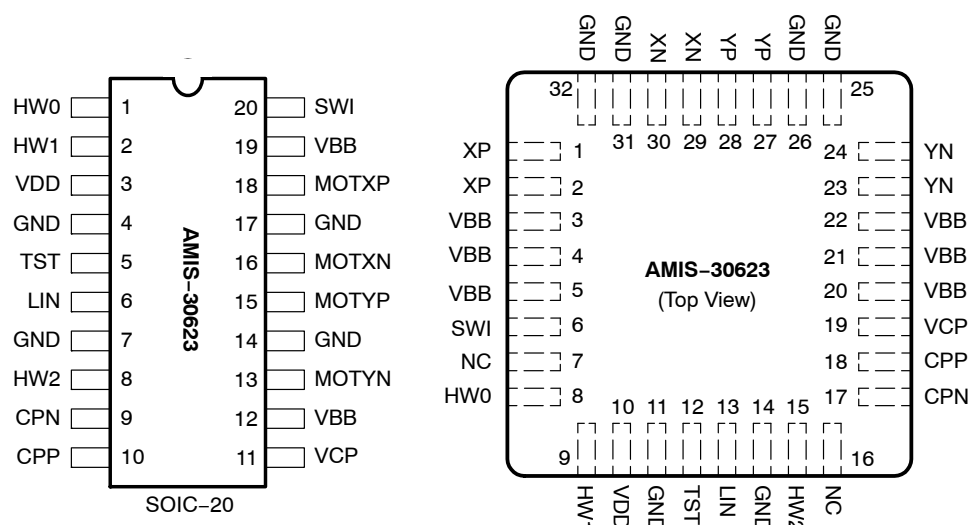 HW0 1 20 SWI
HW1 2 19 VBB
VDD 3 18 MOTXP
GND 4 17 GND
TST 5 16 MOTXN
LIN 6 15 MOTYP
GND 7 14 GND
HW2 8 13 MOTYN
CPN 9 12 VBB
CPP 10 11 VCP
AMIS−30623
SOIC−20
GND GND XN XN YP YP GND GND
32 25
31 30 29 28 27 26
XP 1 24 YN
XP 2 23 YN
VBB 3 22 VBB
VBB 4 21 VBB
VBB 5 20 VBB
SWI 6 19 VCP
NC 7 18 CPP
HW0 8 17 CPN
AMIS−30623
(Top View)
10 11 12 13 14 15
9 16
VDD GND TST LIN GND HW2 NC